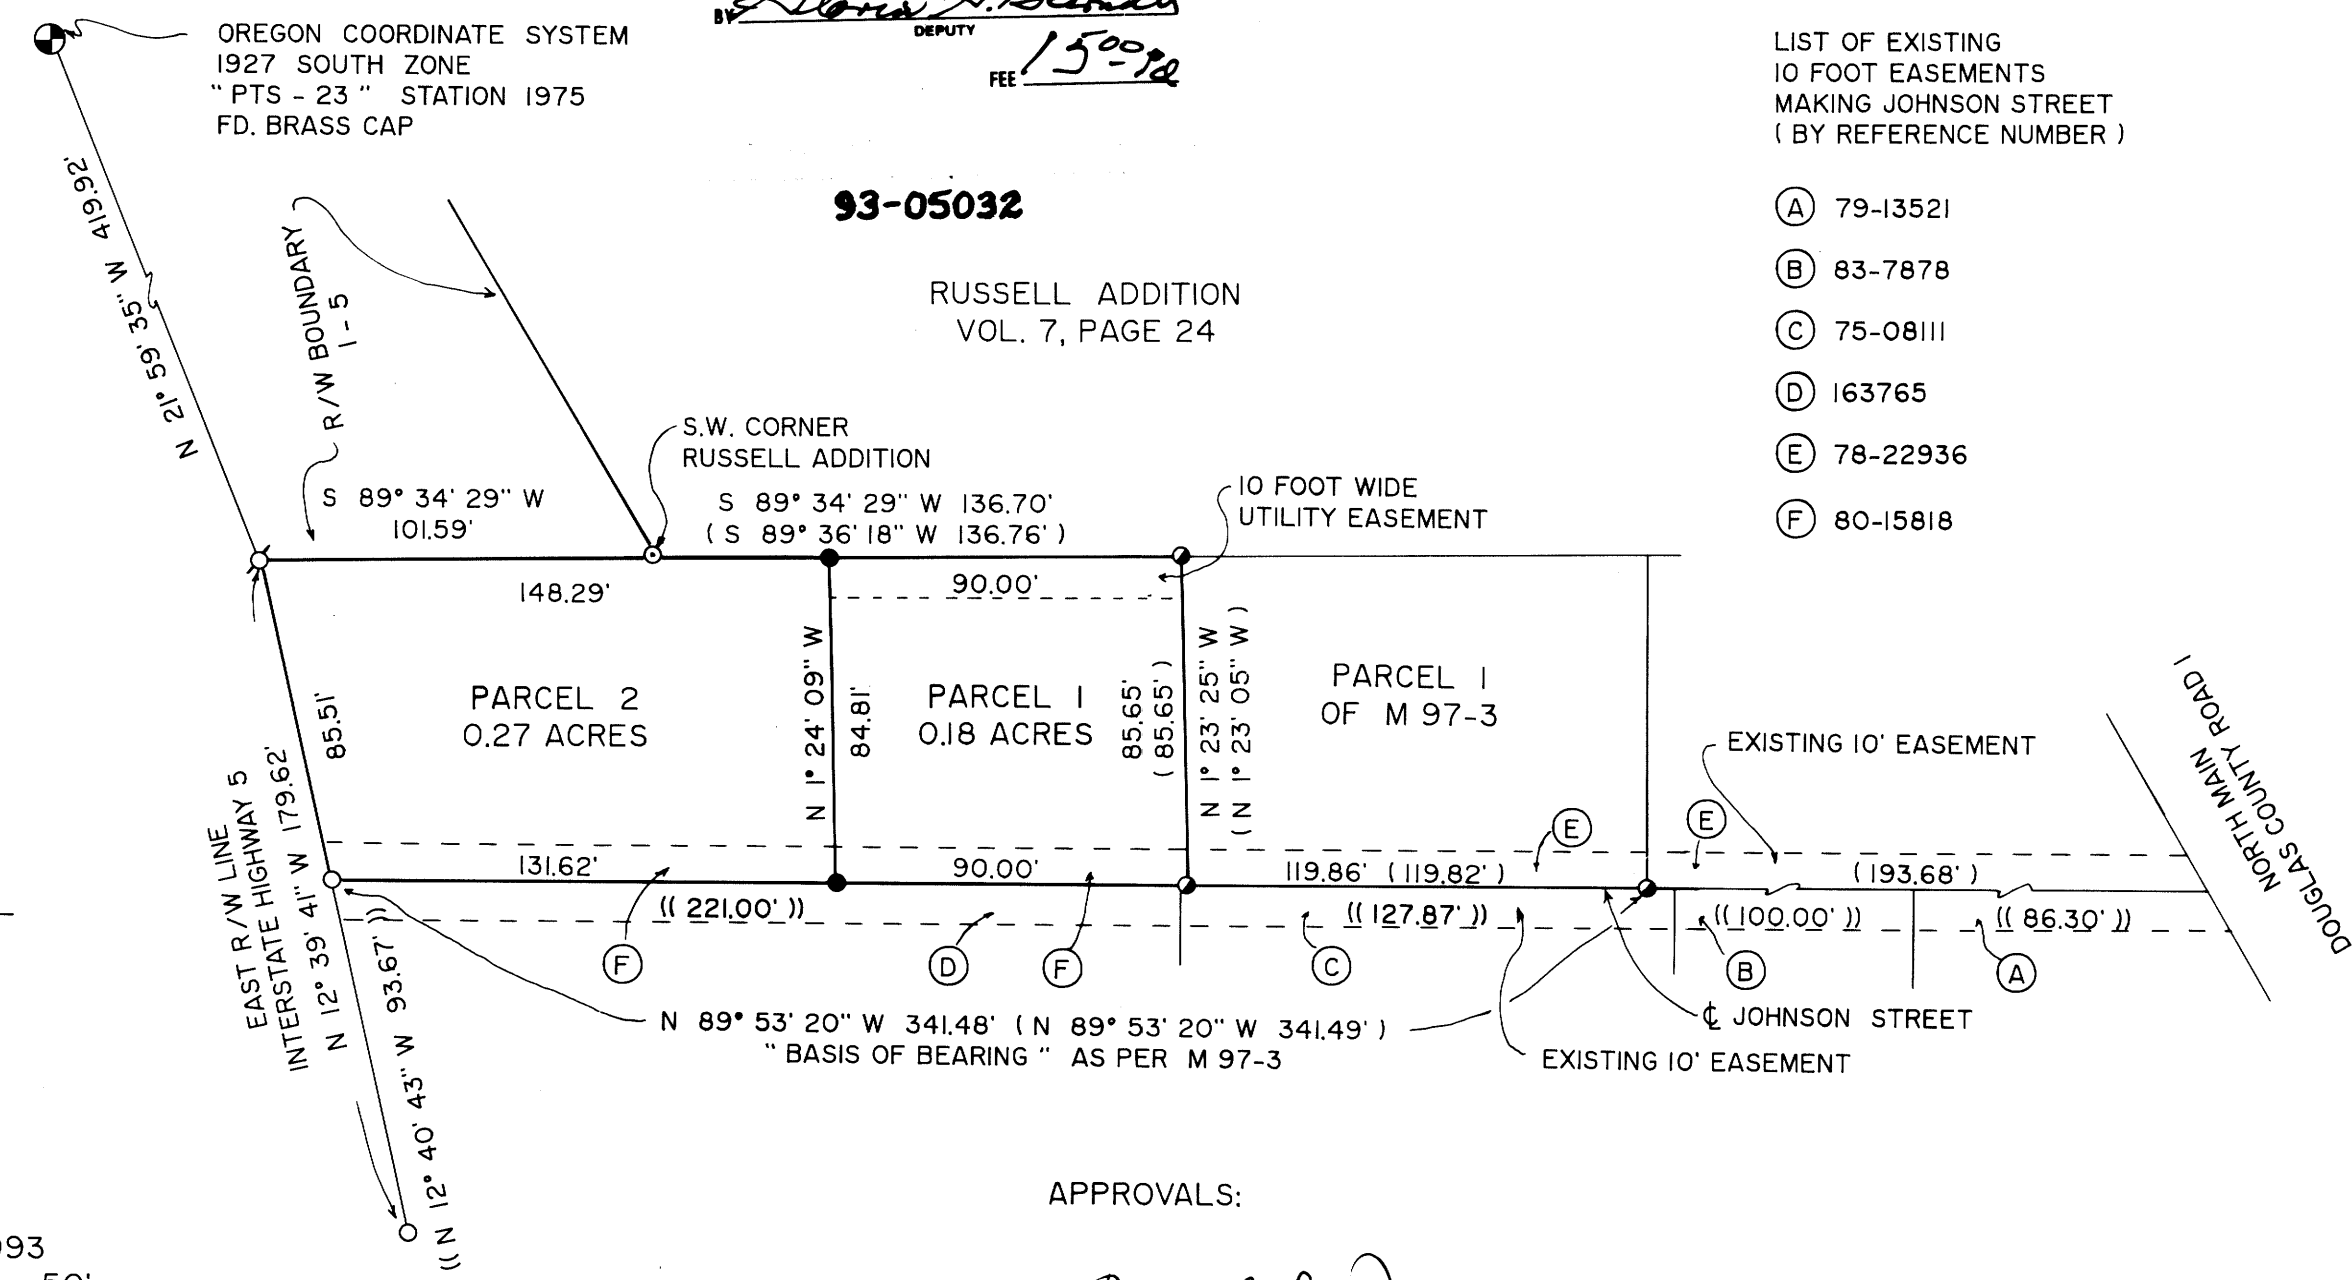 BY
DEPUTY
FEE 15.00 Pd
OREGON COORDINATE SYSTEM
1927 SOUTH ZONE
"PTS - 23" STATION 1975
FD. BRASS CAP
LIST OF EXISTING
10 FOOT EASEMENTS
MAKING JOHNSON STREET
( BY REFERENCE NUMBER )
A 79-13521
B 83-7878
C 75-08111
D 163765
E 78-22936
F 80-15818
93-05032
RUSSELL ADDITION
VOL. 7, PAGE 24
N 21° 59' 35" W 419.92'
R/W BOUNDARY
I - 5
S.W. CORNER
RUSSELL ADDITION
S 89° 34' 29" W
101.59'
S 89° 34' 29" W 136.70'
( S 89° 36' 18" W 136.76' )
10 FOOT WIDE
UTILITY EASEMENT
148.29'
90.00'
85.51'
PARCEL 2
0.27 ACRES
N 1° 24' 09" W
84.81'
PARCEL 1
0.18 ACRES
85.65'
( 85.65' )
N 1° 23' 25" W
( N 1° 23' 05" W )
PARCEL 1
OF M 97-3
EXISTING 10' EASEMENT
NORTH MAIN
DOUGLAS COUNTY ROAD 1
E
E
131.62'
90.00'
119.86' ( 119.82' )
( 193.68' )
(( 221.00' ))
(( 127.87' ))
(( 100.00' ))
(( 86.30' ))
F
D
F
C
B
A
EAST R/W LINE
INTERSTATE HIGHWAY 5
N 12° 39' 41" W 179.62'
(( N 12° 40' 43" W 93.67' ))
N 89° 53' 20" W 341.48' ( N 89° 53' 20" W 341.49' )
"BASIS OF BEARING" AS PER M 97-3
℄ JOHNSON STREET
EXISTING 10' EASEMENT
APPROVALS:
93
50'